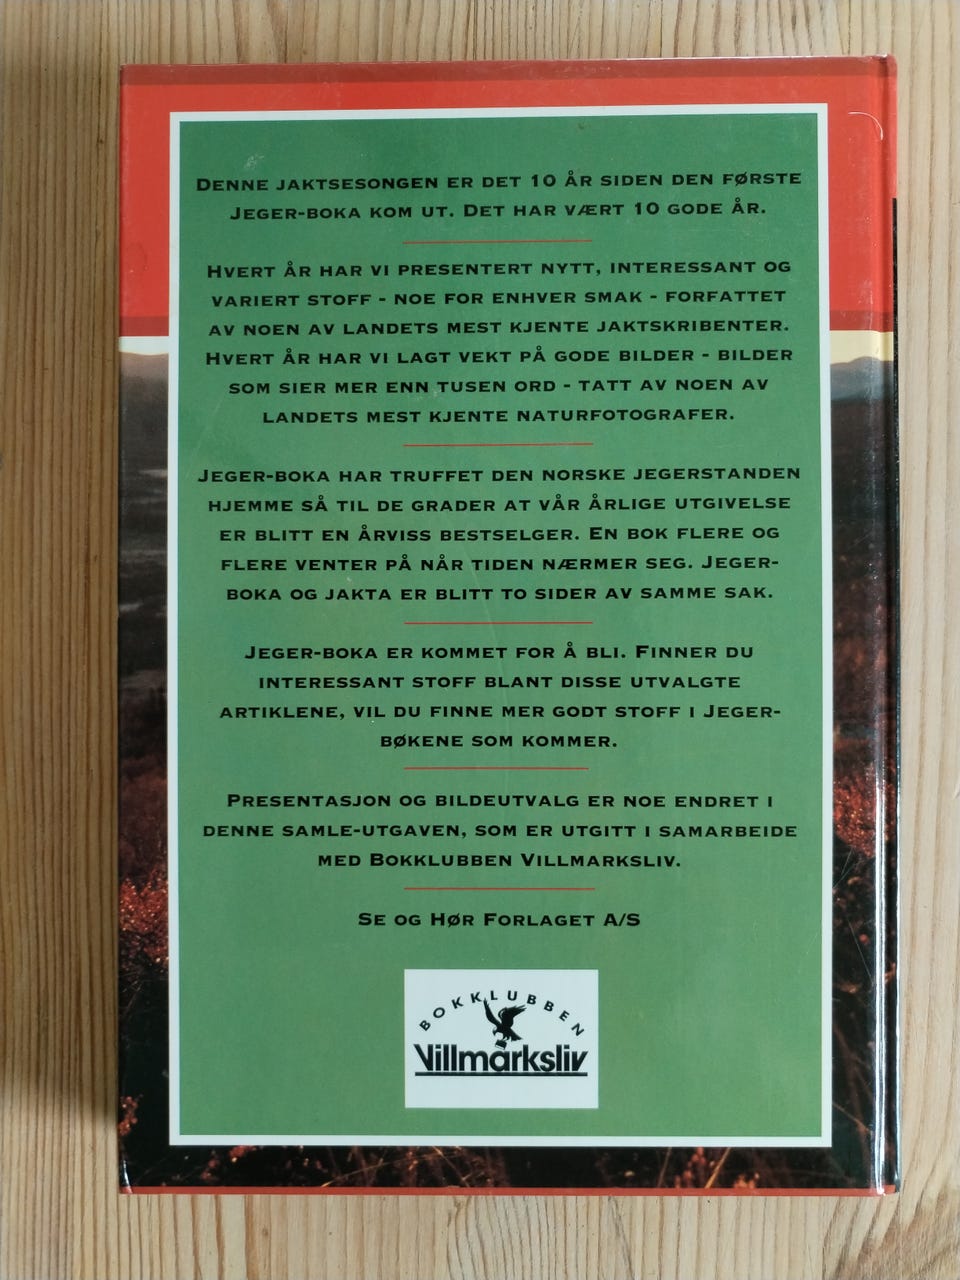 Denne jaktsesongen er det 10 år siden den første
Jeger-boka kom ut. Det har vært 10 gode år.
Hvert år har vi presentert nytt, interessant og
variert stoff - noe for enhver smak - forfattet
av noen av landets mest kjente jaktskribenter.
Hvert år har vi lagt vekt på gode bilder - bilder
som sier mer enn tusen ord - tatt av noen av
landets mest kjente naturfotografer.
Jeger-boka har truffet den norske jegerstanden
hjemme så til de grader at vår årlige utgivelse
er blitt en årviss bestselger. En bok flere og
flere venter på når tiden nærmer seg. Jeger-
boka og jakta er blitt to sider av samme sak.
Jeger-boka er kommet for å bli. Finner du
interessant stoff blant disse utvalgte
artiklene, vil du finne mer godt stoff i Jeger-
bøkene som kommer.
Presentasjon og bildeutvalg er noe endret i
denne samle-utgaven, som er utgitt i samarbeide
med Bokklubben Villmarksliv.
Se og Hør Forlaget A/S
BOKKLUBBEN
Villmarksliv